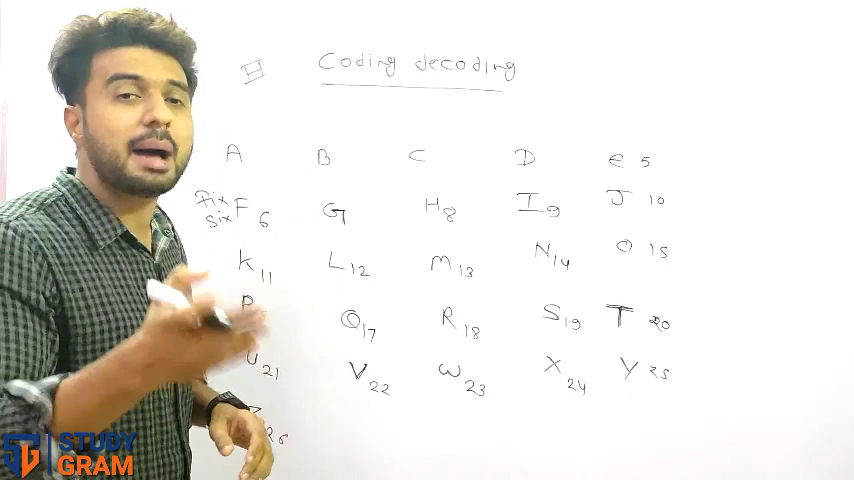 Coding decoding
A B C D E 5
Fix six F 6 G H 8 I 9 J 10
K 11 L 12 M 13 N 14 O 15
P Q 17 R 18 S 19 T 20
U 21 V 22 W 23 X 24 Y 25
Z 26
STUDY
GRAM